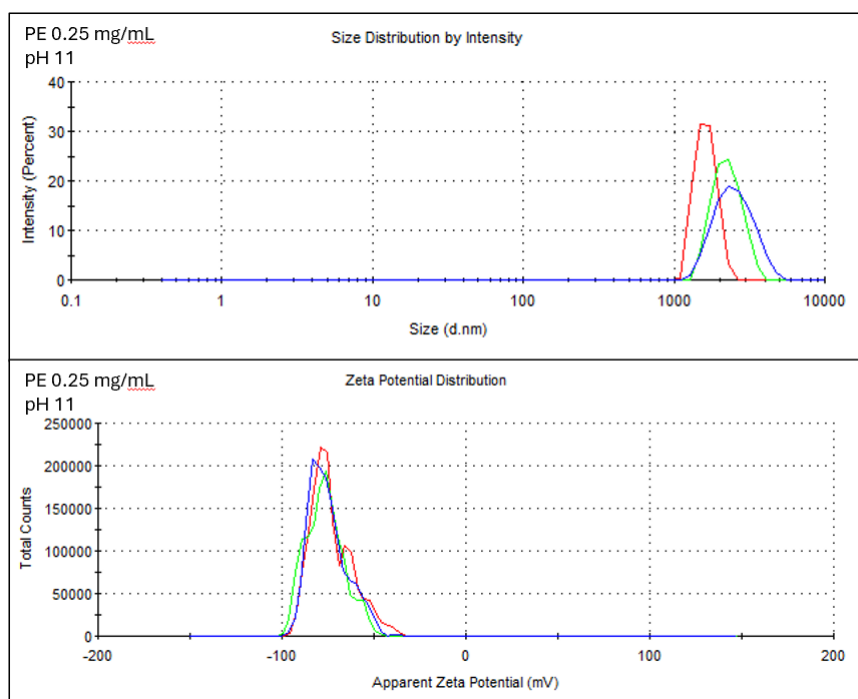 PE 0.25 mg/mL
pH 11
Size Distribution by Intensity
Intensity (Percent)
40
30
20
10
0
0.1 1 10 100 1000 10000
Size (d.nm)
PE 0.25 mg/mL
pH 11
Zeta Potential Distribution
Total Counts
250000
200000
150000
100000
50000
0
-200 -100 0 100 200
Apparent Zeta Potential (mV)